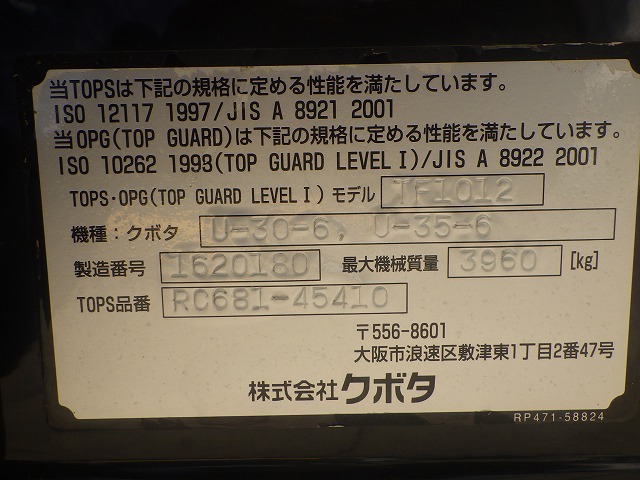 当TOPSは下記の規格に定める性能を満たしています。
ISO 12117 1997/JIS A 8921 2001
当OPG(TOP GUARD)は下記の規格に定める性能を満たしています。
ISO 10262 1998(TOP GUARD LEVEL I)/JIS A 8922 2001
TOPS・OPG(TOP GUARD LEVEL I) モデル TF1012
機種:クボタ U-30-6, U-35-6
製造番号 1620180 最大機械質量 3960 [kg]
TOPS品番 RC681-45410
〒556-8601
大阪市浪速区敷津東1丁目2番47号
株式会社クボタ
RP471-58824